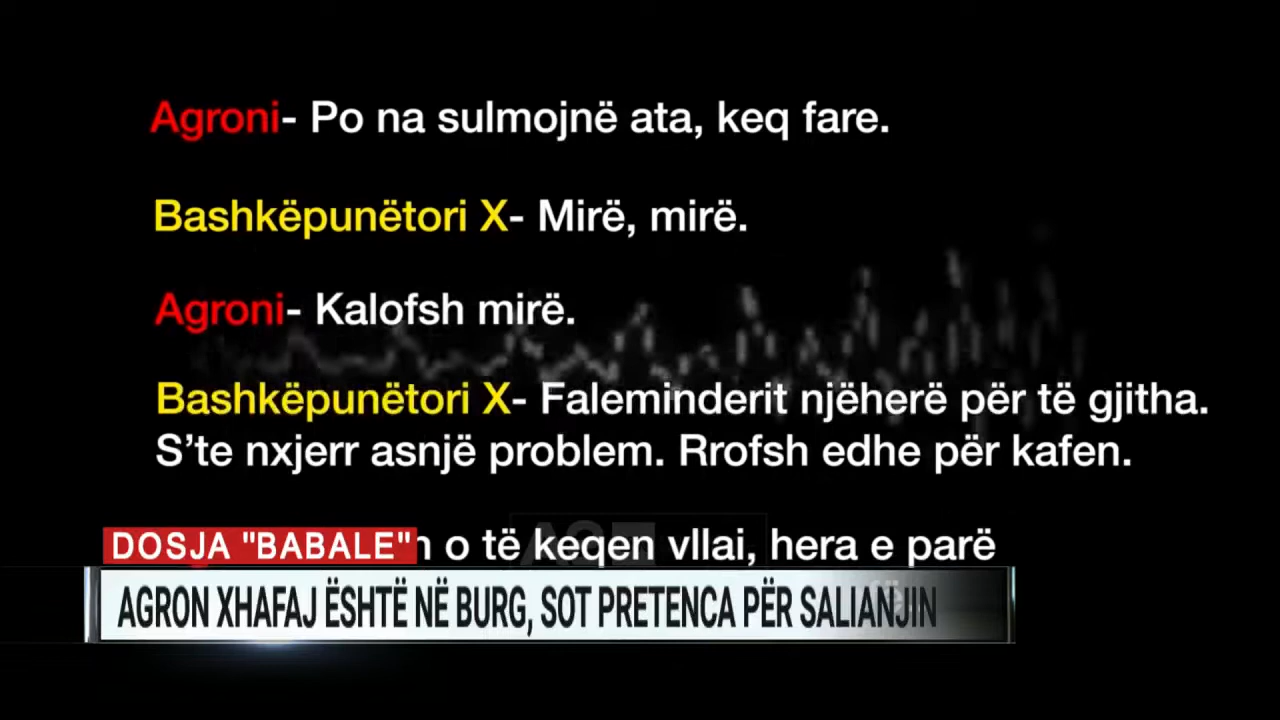 Agroni- Po na sulmojnë ata, keq fare.
Bashkëpunëtori X- Mirë, mirë.
Agroni- Kalofsh mirë.
Bashkëpunëtori X- Faleminderit njëherë për të gjitha.
S’te nxjerr asnjë problem. Rrofsh edhe për kafen.
o të keqen vllai, hera e parë
DOSJA "BABALE"
AGRON XHAFAJ ËSHTË NË BURG, SOT PRETENCA PËR SALIANJIN